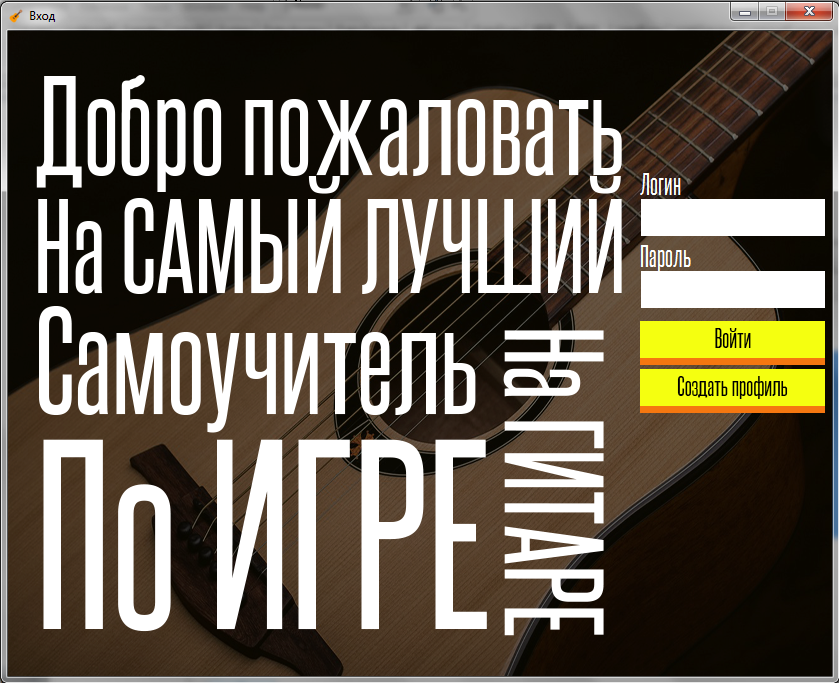 Вход
Добро пожаловать
На САМЫЙ ЛУЧШИЙ
Самоучитель
По ИГРЕ
на ГИТАРЕ
Логин
Пароль
Войти
Создать профиль